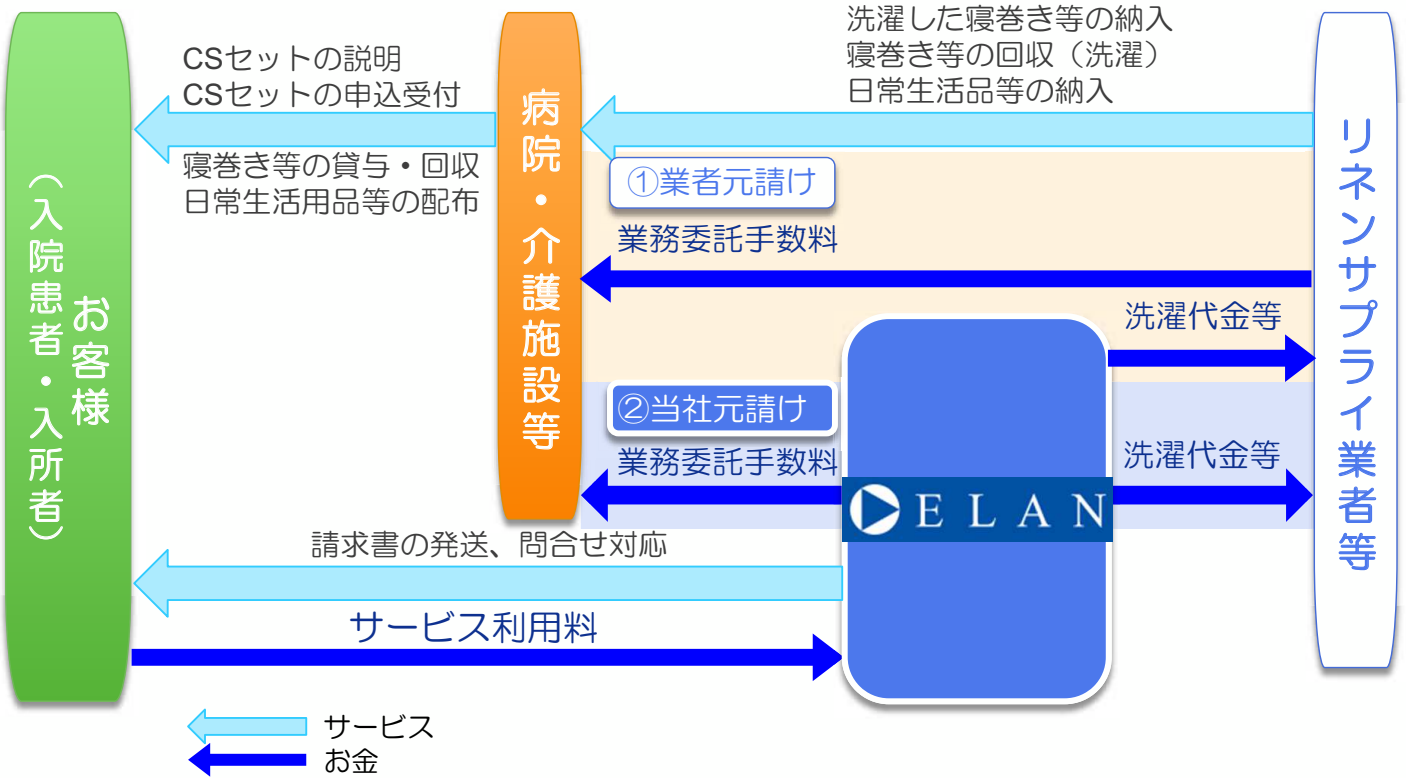 洗濯した寝巻き等の納入
寝巻き等の回収（洗濯）
日常生活品等の納入
CSセットの説明
CSセットの申込受付
寝巻き等の貸与・回収
日常生活用品等の配布
お客様
（入院患者・入所者）
病院・介護施設等
リネンサプライ業者等
①業者元請け
業務委託手数料
洗濯代金等
②当社元請け
業務委託手数料
洗濯代金等
ELAN
請求書の発送、問合せ対応
サービス利用料
サービス
お金